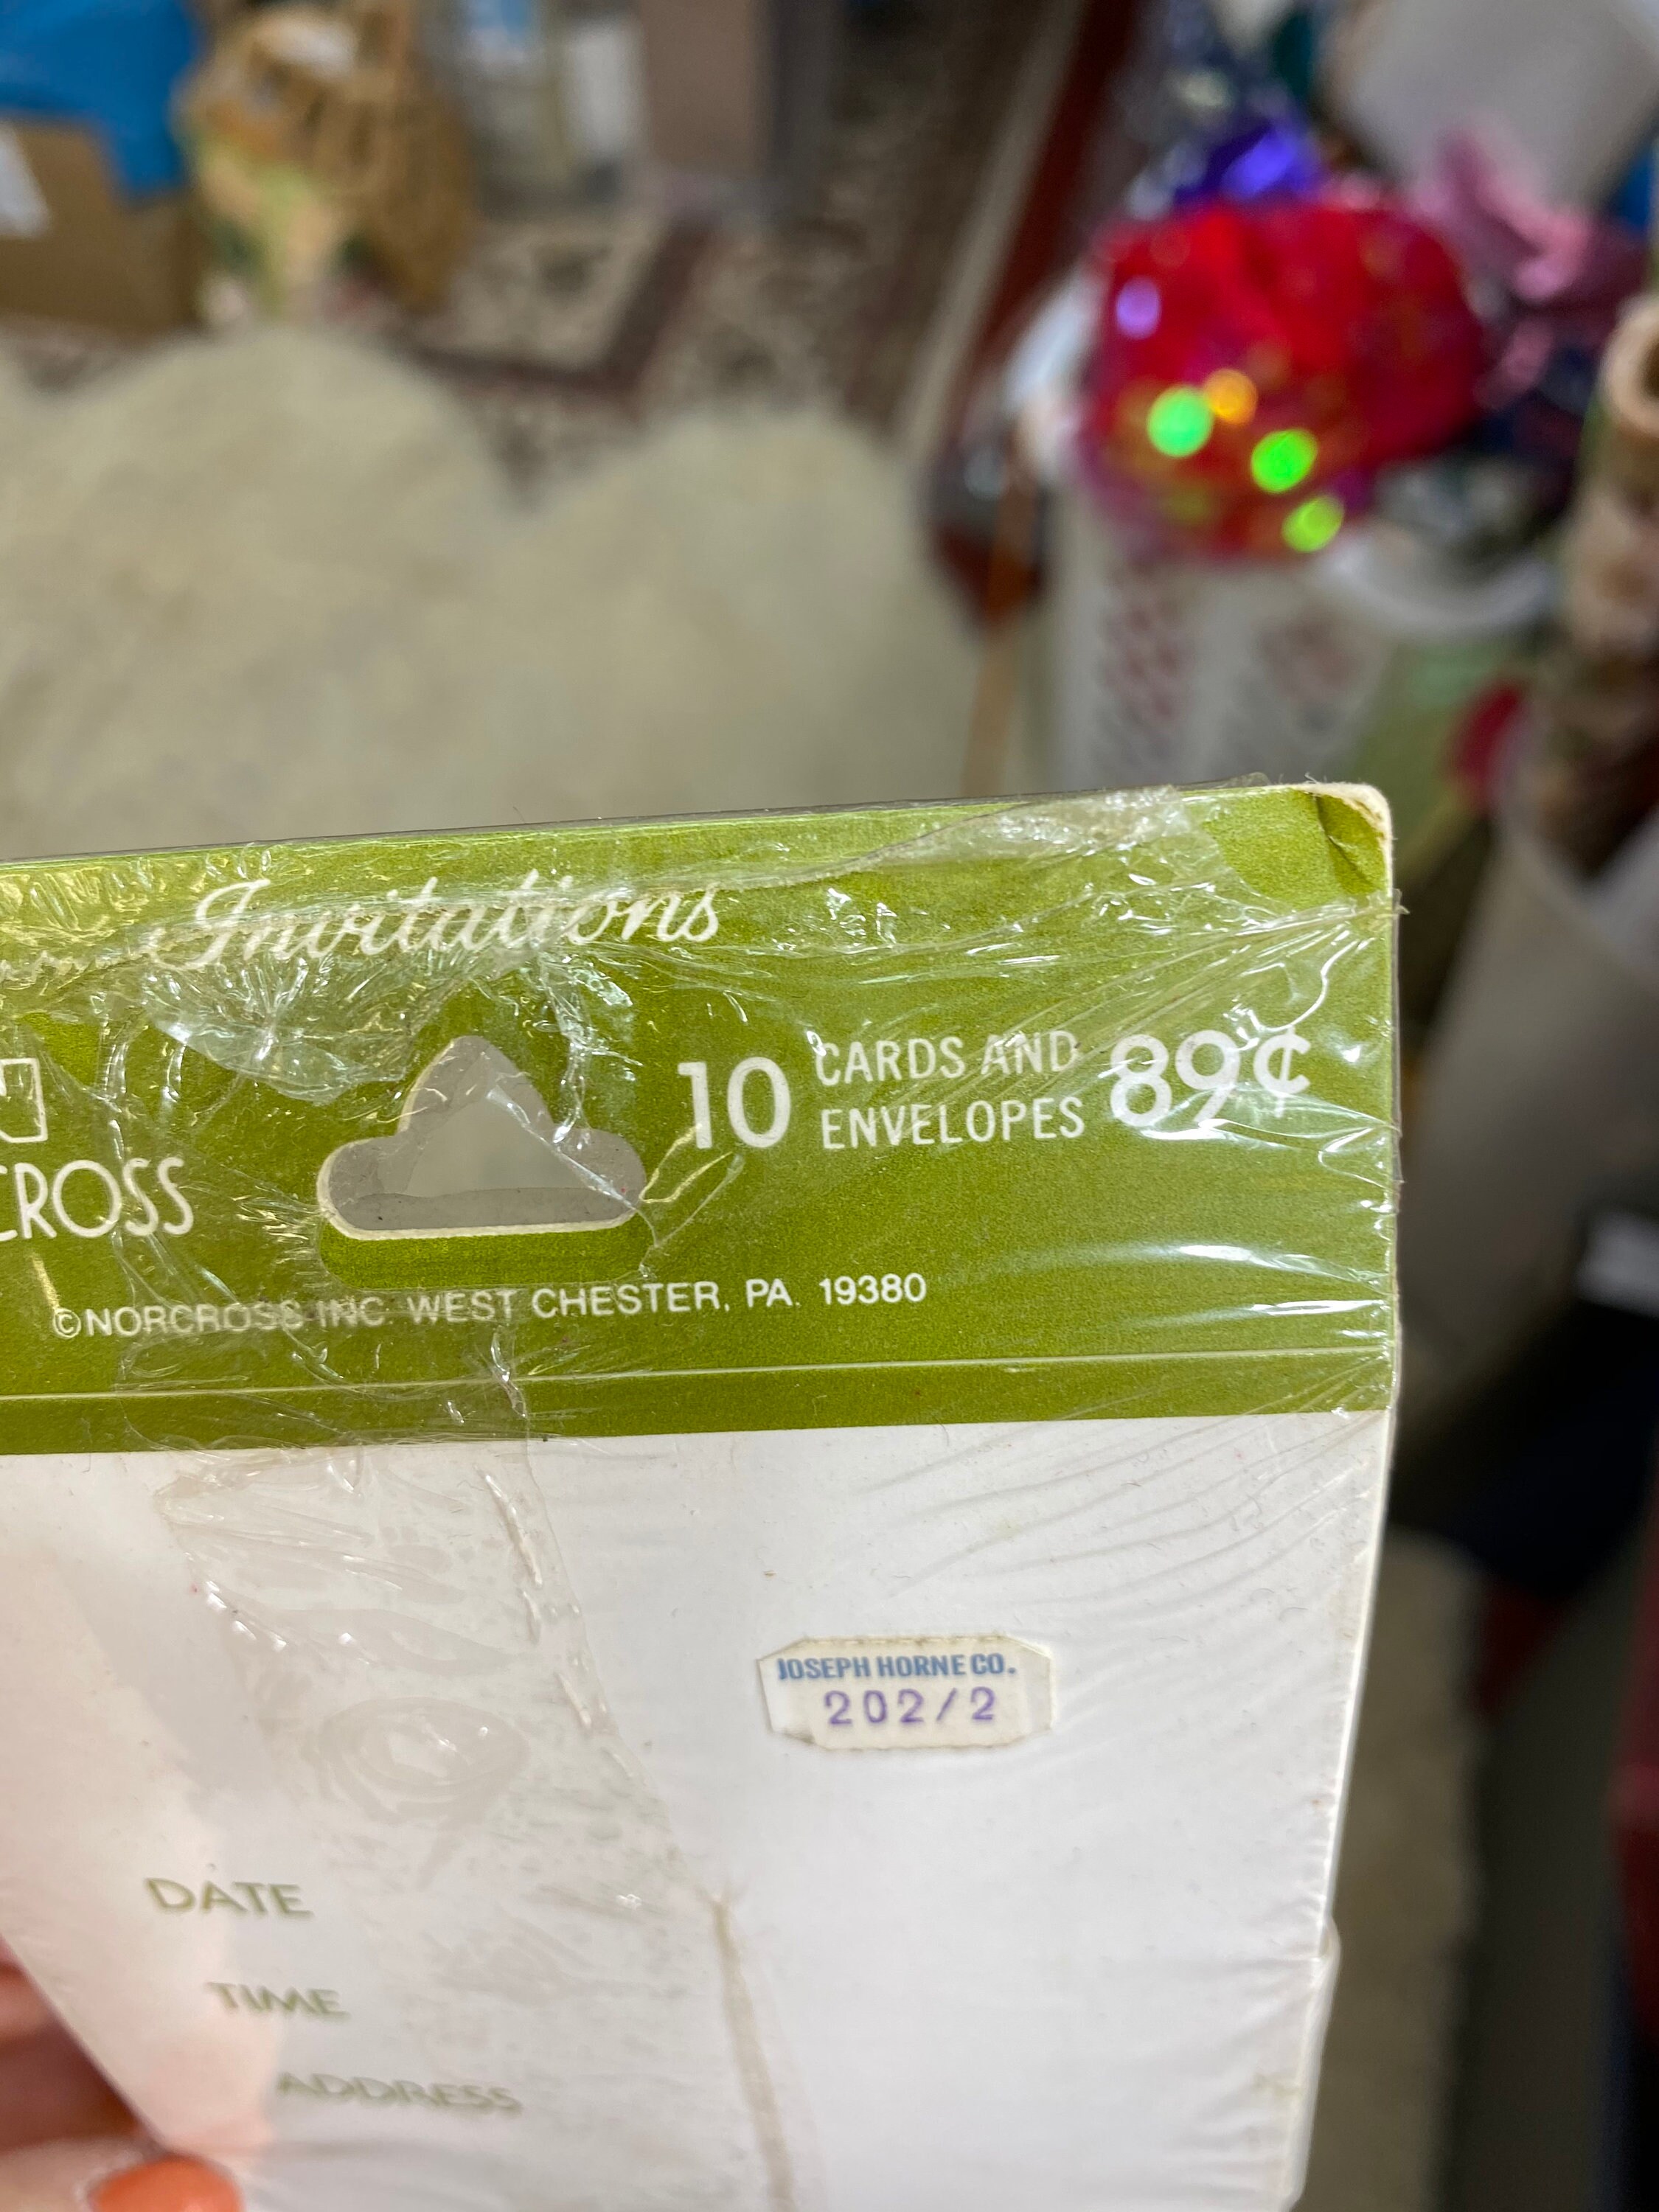 Invitations
10 CARDS AND ENVELOPES 89¢
CROSS
©NORCROSS INC. WEST CHESTER, PA. 19380
JOSEPH HORNE CO.
202/2
DATE
TIME
ADDRESS